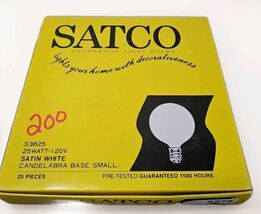 SATCO
DECORATIVE LIGHT BULBS
lights your home with decorativeness
200
S3825
25WATT-120V
SATIN WHITE
CANDELABRA BASE SMALL
25 PIECES
PRE-TESTED GUARANTEED 1500 HOURS